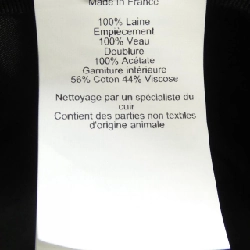 Made in France
100% Laine
Empiècement
100% Veau
Doublure
100% Acétate
Garniture intérieure
56% Coton 44% Viscose
Nettoyage par un spécialiste du
cuir
Contient des parties non textiles
d'origine animale